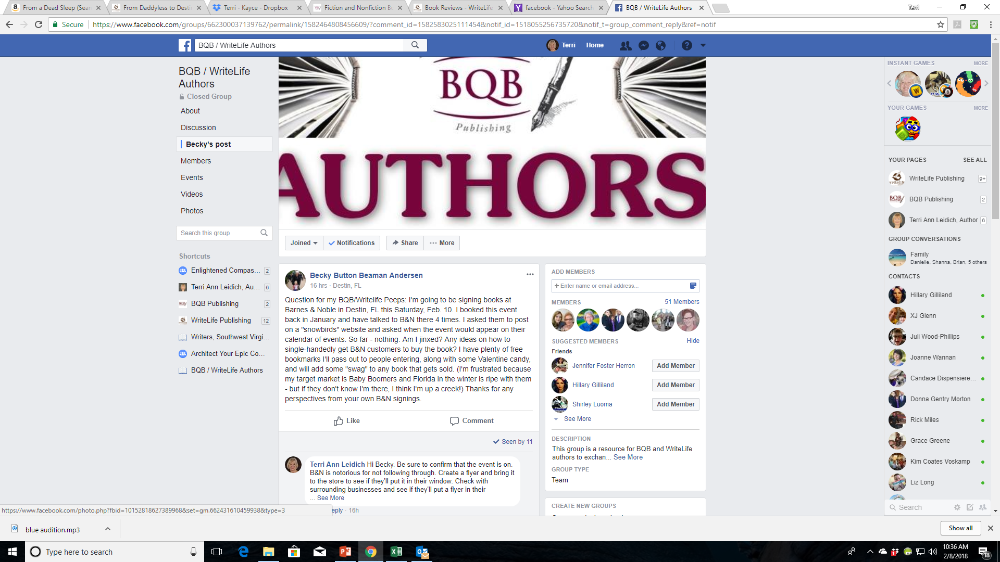 From a Dead Sleep (Sean
From Daddyless to Desti
Terri - Kayce - Dropbox
Fiction and Nonfiction Bo
Book Reviews - WriteLife
facebook - Yahoo Search
BQB / WriteLife Authors
Terri
Secure
https://www.facebook.com/groups/662300037139762/permalink/1582464808456609/?comment_id=1582583025111454&notif_id=1518055256735720&notif_t=group_comment_reply&ref=notif
BQB / WriteLife Authors
Terri
Home
BQB / WriteLife
Authors
Closed Group
About
Discussion
Becky's post
Members
Events
Videos
Photos
Search this group
Shortcuts
Enlightened Compas... 2
Terri Ann Leidich, Au... 6
BQB Publishing 2
WriteLife Publishing 12
Writers, Southwest Virgi...
Architect Your Epic Co...
BQB / WriteLife Authors
BQB
Publishing
AUTHORS
Joined
Notifications
Share
More
Becky Button Beaman Andersen
16 hrs · Destin, FL
Question for my BQB/Writelife Peeps: I'm going to be signing books at
Barnes & Noble in Destin, FL this Saturday, Feb. 10. I booked this event
back in January and have talked to B&N there 4 times. I asked them to post
on a "snowbirds" website and asked when the event would appear on their
calendar of events. So far - nothing. Am I jinxed? Any ideas on how to
single-handedly get B&N customers to buy the book? I have plenty of free
bookmarks I'll pass out to people entering, along with some Valentine candy,
and will add some "swag" to any book that gets sold. (I'm frustrated because
my target market is Baby Boomers and Florida in the winter is ripe with them
- but if they don't know I'm there, I think I'm up a creek!) Thanks for any
perspectives from your own B&N signings.
Like
Comment
Seen by 11
Terri Ann Leidich Hi Becky. Be sure to confirm that the event is on.
B&N is notorious for not following through. Create a flyer and bring it
to the store to see if they'll put it in their window. Check with
surrounding businesses and see if they'll put a flyer in their
... See More
eply · 16h
ADD MEMBERS
+ Enter name or email address...
MEMBERS
51 Members
SUGGESTED MEMBERS
Hide
Friends
Jennifer Foster Herron
Add Member
Hillary Gilliland
Add Member
Shirley Luoma
Add Member
See More
DESCRIPTION
This group is a resource for BQB and WriteLife
authors to exchan... See More
GROUP TYPE
Team
CREATE NEW GROUPS
INSTANT GAMES
MORE
YOUR GAMES
MORE
YOUR PAGES
SEE ALL
WriteLife Publishing 9+
BQB Publishing 2
Terri Ann Leidich, Author 6
GROUP CONVERSATIONS
Family
Danielle, Shanna, Brian, 5 others
CONTACTS
Hillary Gilliland
XJ Glenn
Juli Wood-Phillips
Joanne Wannan
Candace Dispensiere...
Donna Gentry Morton
Rick Miles
Grace Greene
Kim Coates Voskamp
Liz Long
Search
https://www.facebook.com/photo.php?fbid=10152818627389968&set=gm.662431610459938&type=3
blue audition.mp3
Show all
Type here to search
10:36 AM
2/8/2018
18